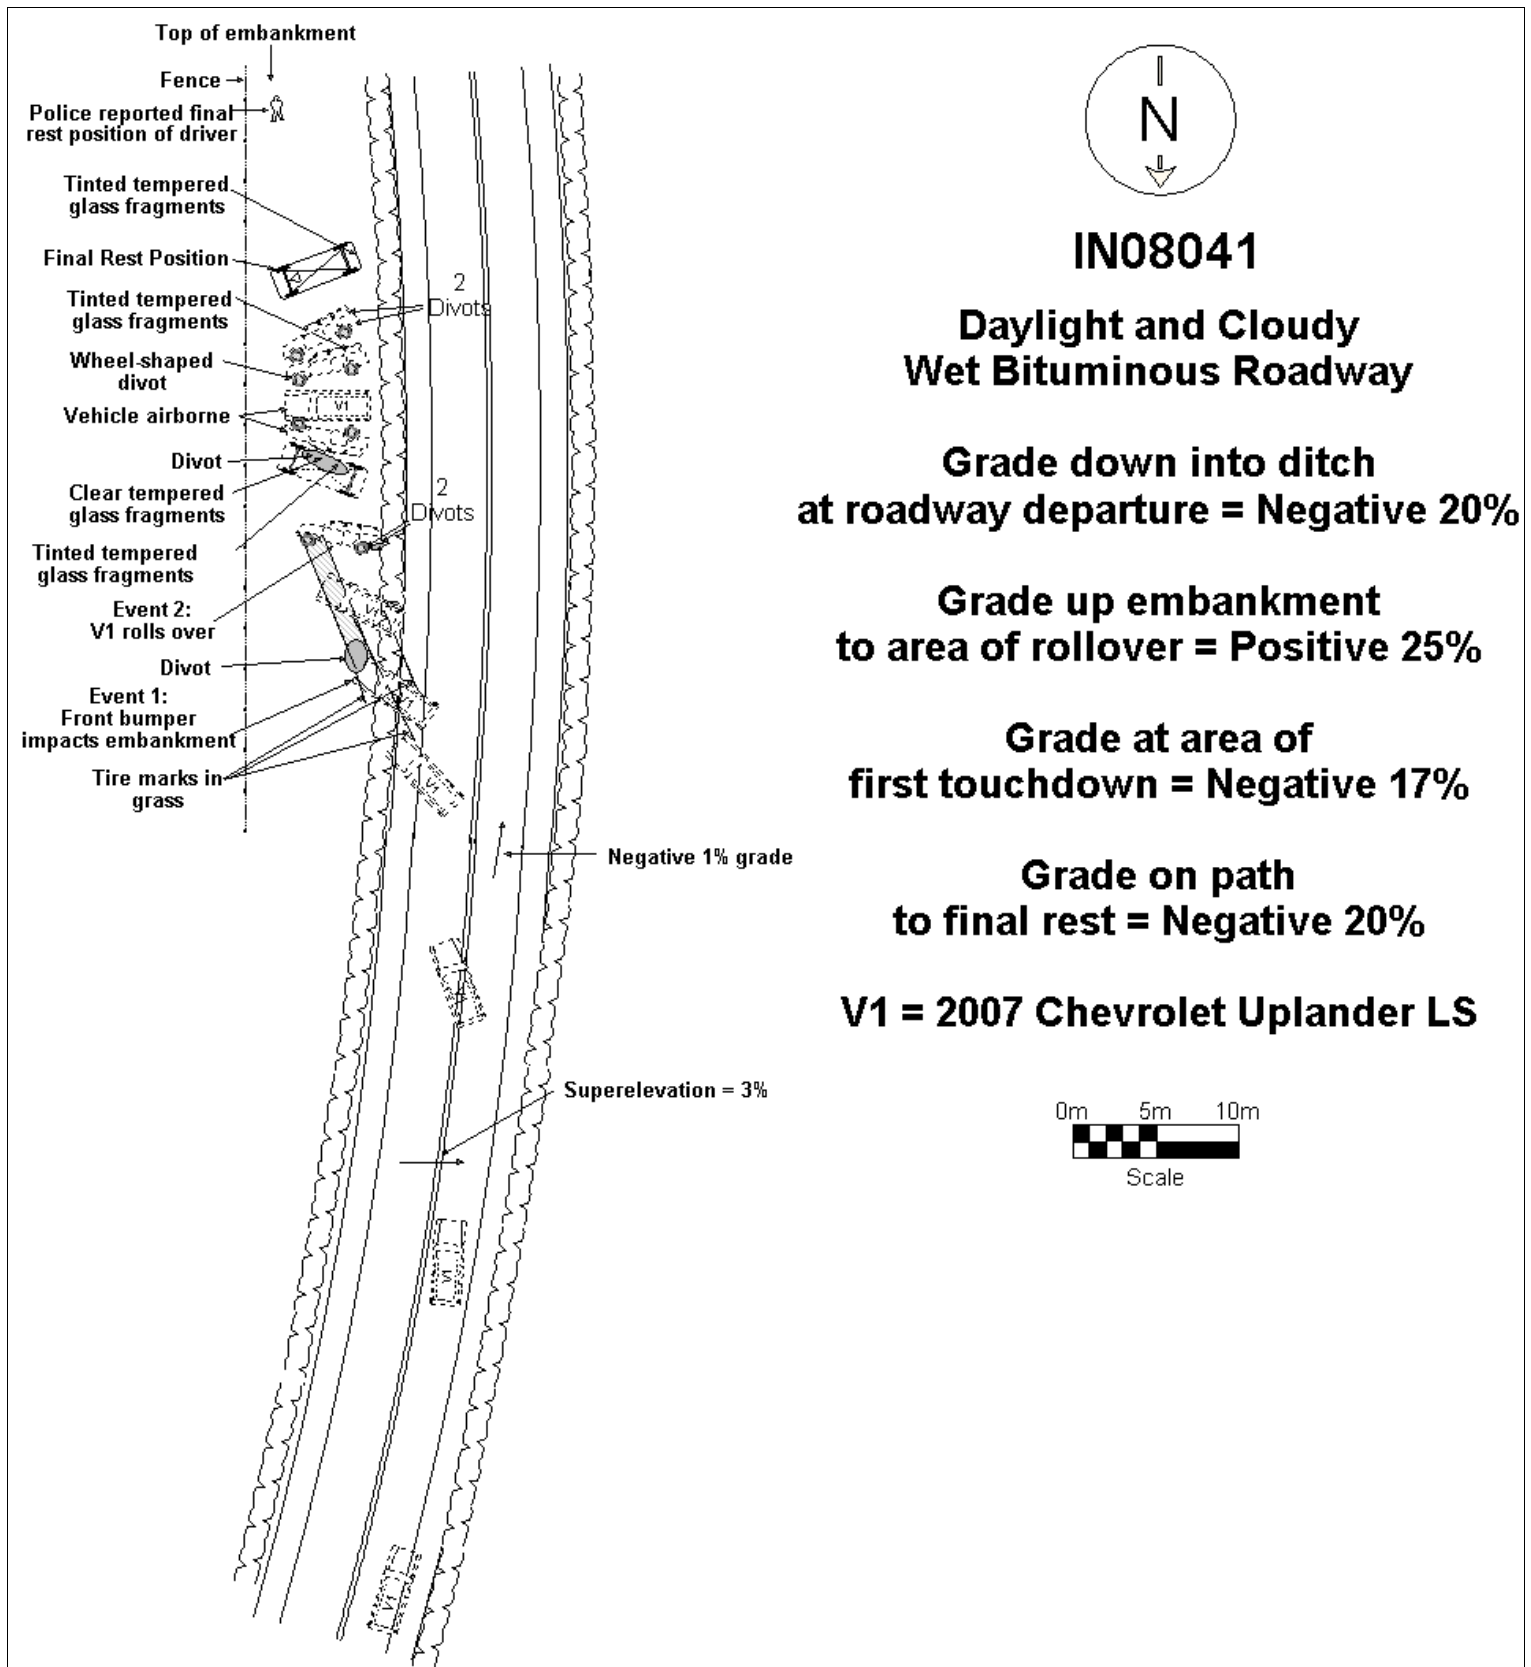 Top of embankment
Fence
Police reported final
rest position of driver
Tinted tempered
glass fragments
Final Rest Position
2
Divots
Tinted tempered
glass fragments
Wheel-shaped
divot
V1
Vehicle airborne
Divot
Clear tempered
glass fragments
2
Divots
Tinted tempered
glass fragments
Event 2:
V1 rolls over
Divot
Event 1:
Front bumper
impacts embankment
Tire marks in
grass
V1
Negative 1% grade
Superelevation = 3%
V1
V1
N
IN08041
Daylight and Cloudy
Wet Bituminous Roadway
Grade down into ditch
at roadway departure = Negative 20%
Grade up embankment
to area of rollover = Positive 25%
Grade at area of
first touchdown = Negative 17%
Grade on path
to final rest = Negative 20%
V1 = 2007 Chevrolet Uplander LS
0m 5m 10m
Scale